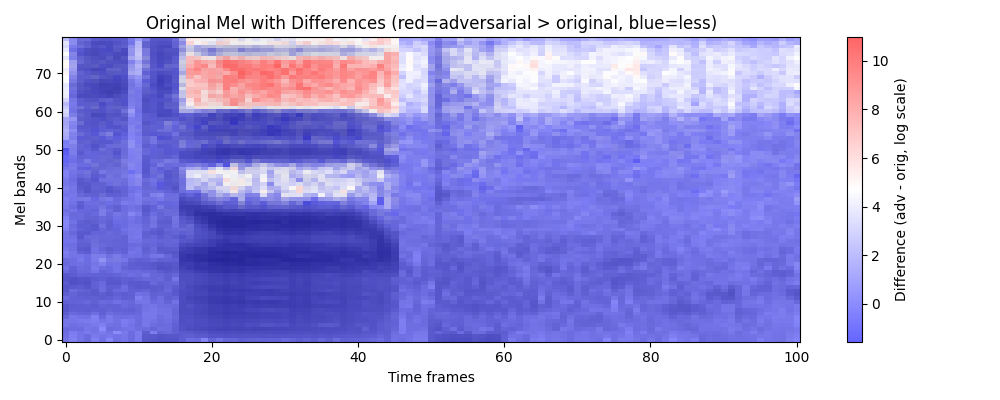 Original Mel with Differences (red=adversarial > original, blue=less)
Mel bands
70
60
50
40
30
20
10
0
0 20 40 60 80 100
Time frames
10
8
6
4
2
0
Difference (adv - orig, log scale)